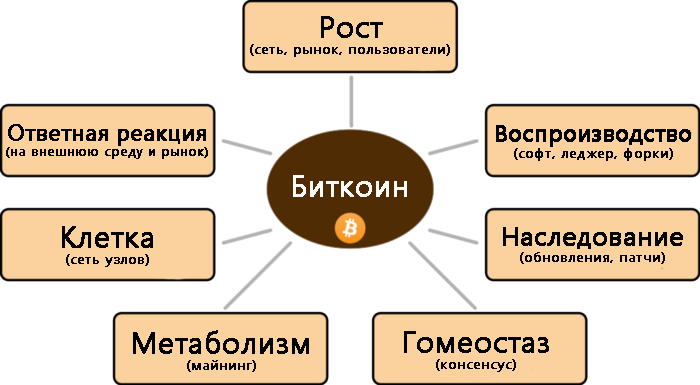 Рост
(сеть, рынок, пользователи)
Ответная реакция
(на внешнюю среду и рынок)
Воспроизводство
(софт, леджер, форки)
Биткоин
Клетка
(сеть узлов)
Наследование
(обновления, патчи)
Метаболизм
(майнинг)
Гомеостаз
(консенсус)